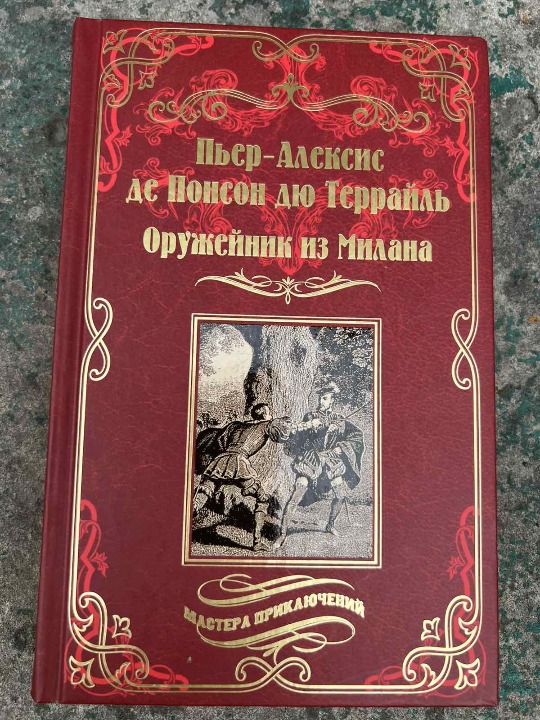 Пьер-Алексис
де Понсон дю Террайль
Оружейник из Милана
МАСТЕРА ПРИКЛЮЧЕНИЙ